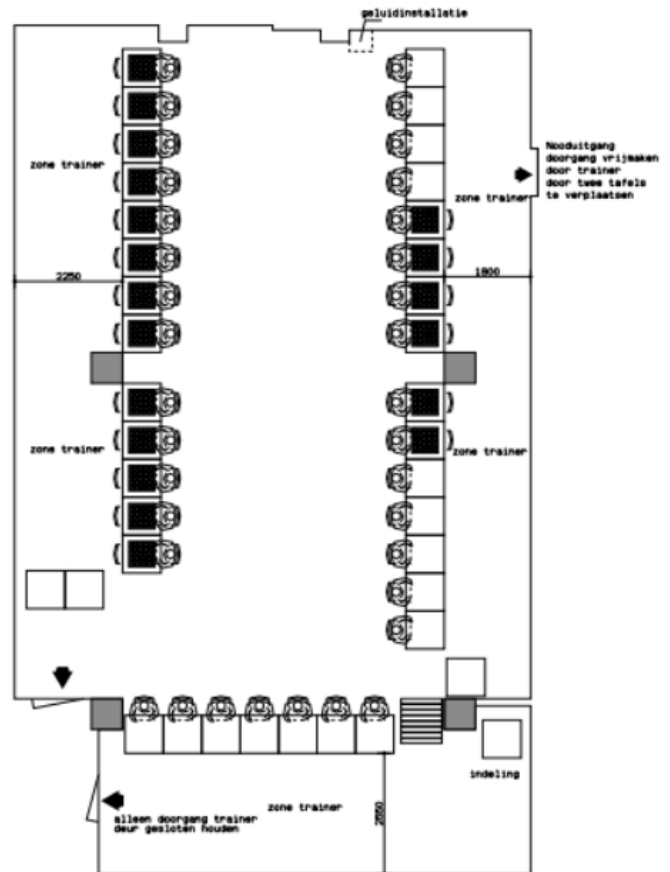 geluidinstallatie
zone trainer
Nooduitgang
doorgang vrijmaken
door trainer
door twee tafels
te verplaatsen
zone trainer
2250
1800
zone trainer
zone trainer
indeling
zone trainer
alleen doorgang trainer
deur gesloten houden
2550